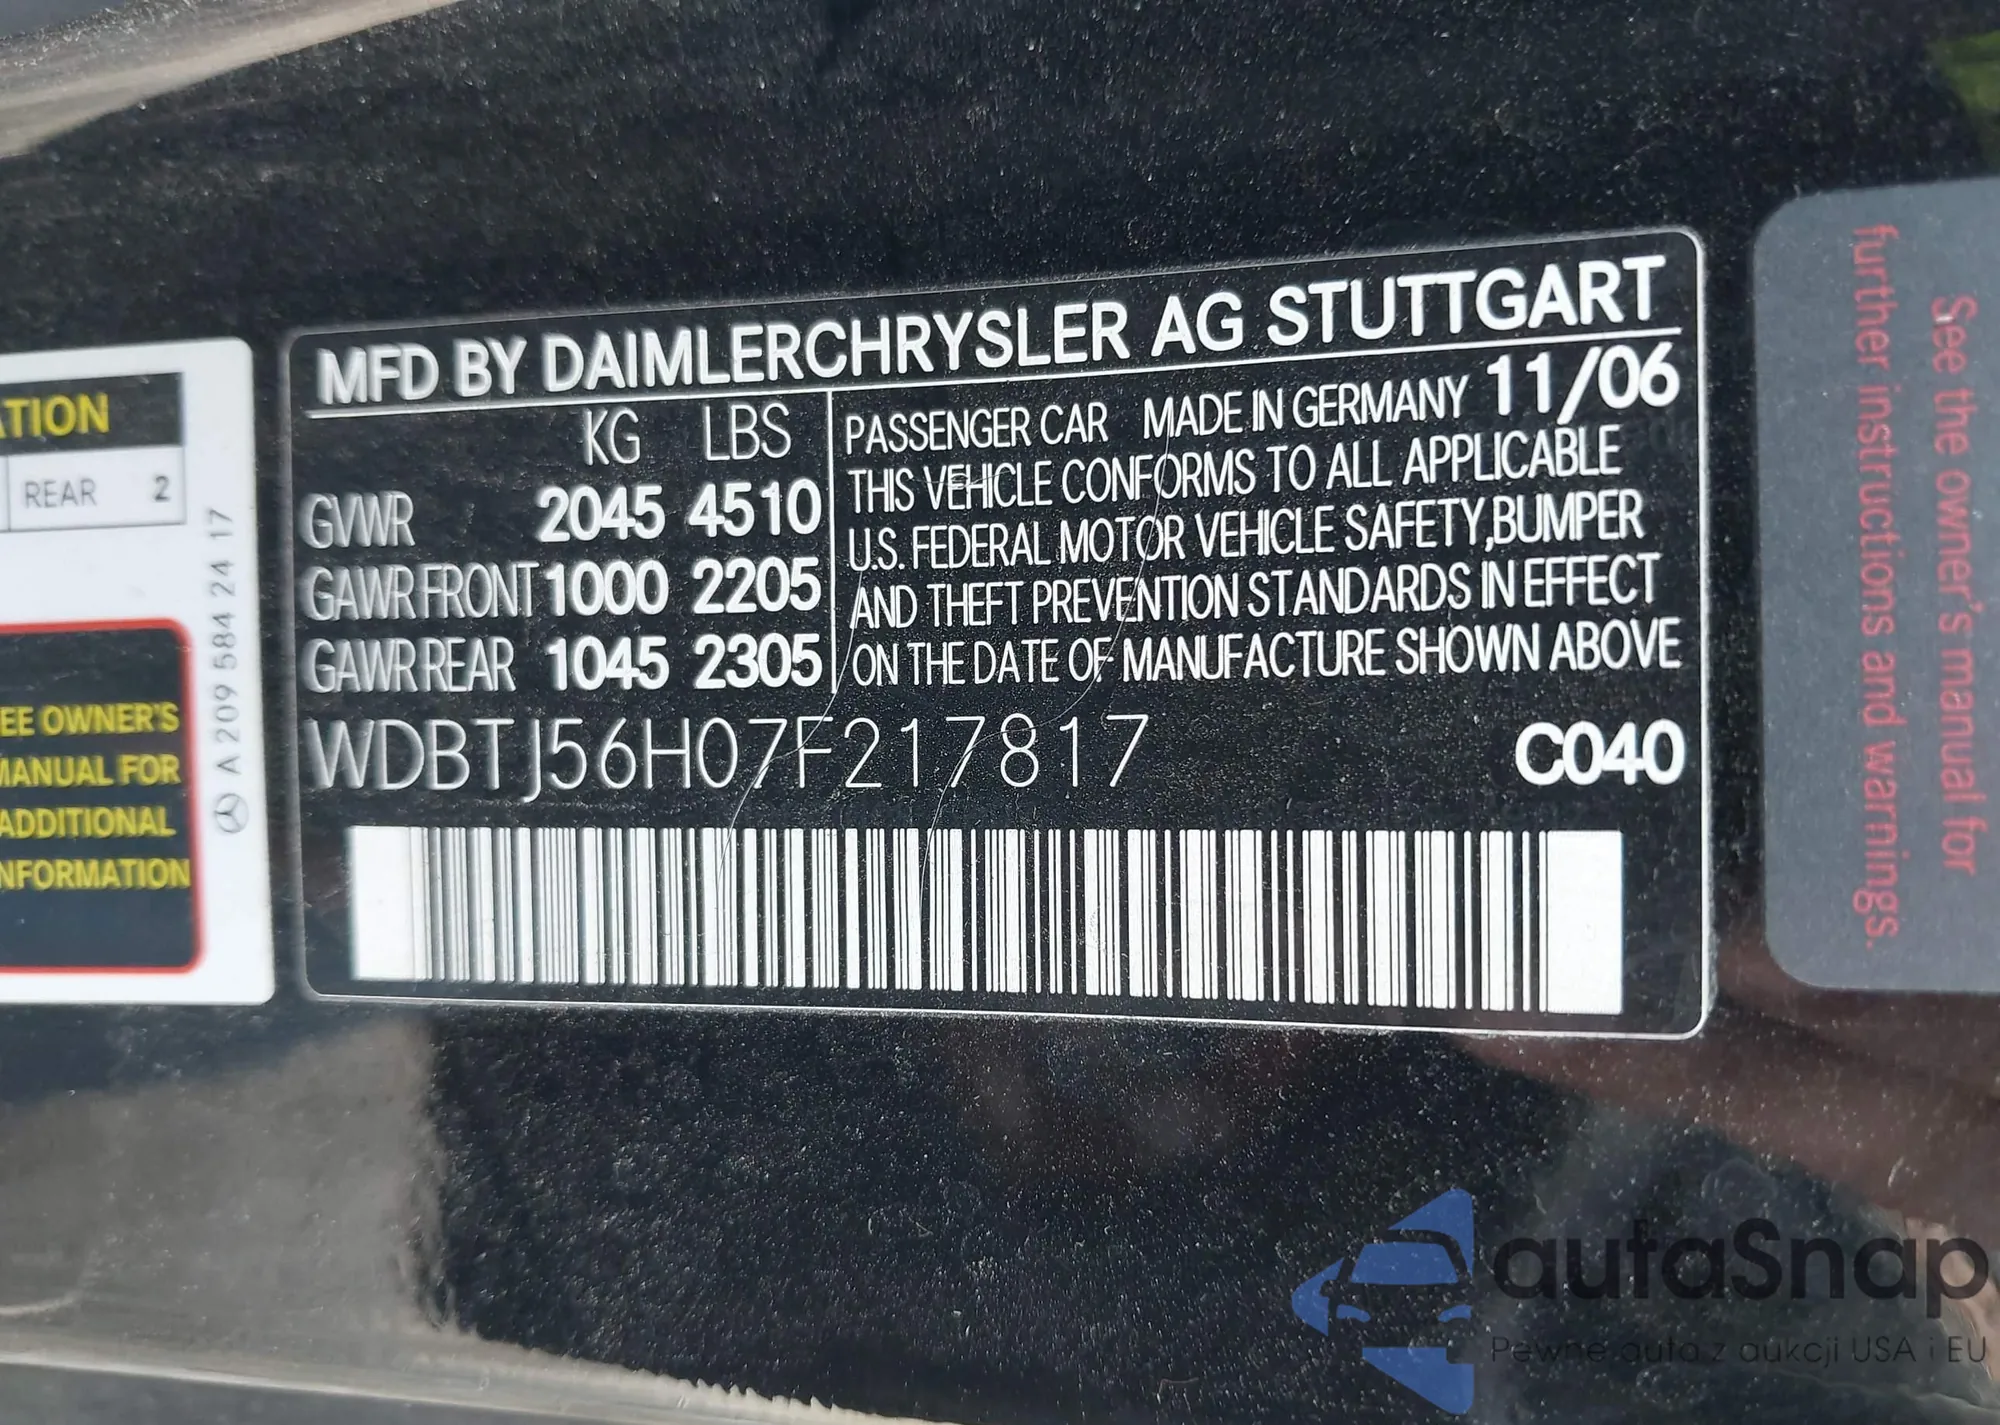 MFD BY DAIMLERCHRYSLER AG STUTTGART
KG LBS
GVWR 2045 4510
GAWR FRONT 1000 2205
GAWR REAR 1045 2305
PASSENGER CAR MADE IN GERMANY 11/06
THIS VEHICLE CONFORMS TO ALL APPLICABLE
U.S. FEDERAL MOTOR VEHICLE SAFETY,BUMPER
AND THEFT PREVENTION STANDARDS IN EFFECT
ON THE DATE OF MANUFACTURE SHOWN ABOVE
WDBTJ56H07F217817 C040
ATION
REAR 2
EE OWNER'S
MANUAL FOR
ADDITIONAL
NFORMATION
A 209 584 24 17
See the owner's manual for
further instructions and warnings.
autaSnap
Pewne auta z aukcji USA i EU